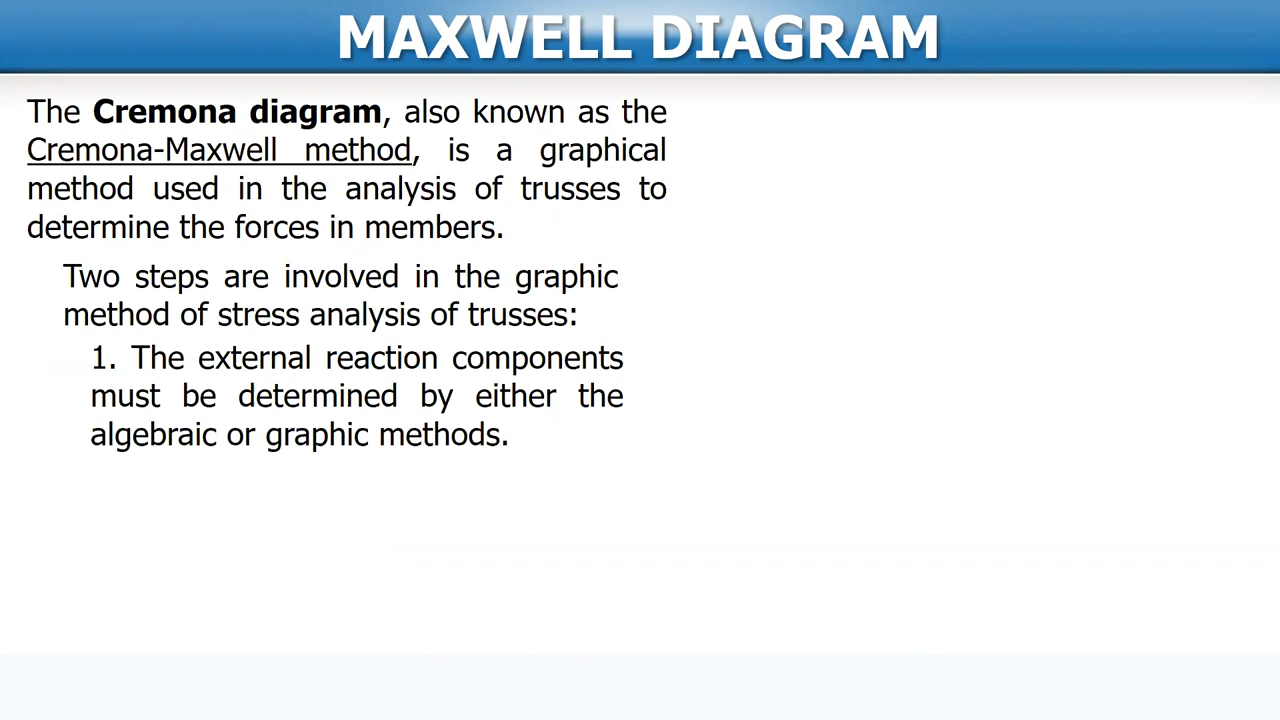 MAXWELL DIAGRAM
The Cremona diagram, also known as the
Cremona-Maxwell method, is a graphical
method used in the analysis of trusses to
determine the forces in members.
Two steps are involved in the graphic
method of stress analysis of trusses:
1. The external reaction components
must be determined by either the
algebraic or graphic methods.